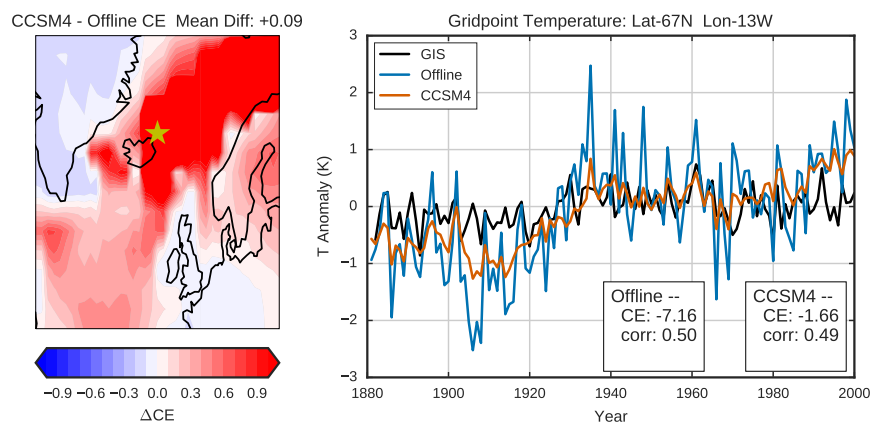 CCSM4 - Offline CE  Mean Diff: +0.09
−0.9 −0.6 −0.3 0.0 0.3 0.6 0.9
ΔCE
Gridpoint Temperature: Lat-67N  Lon-13W
GIS
Offline
CCSM4
3
2
1
0
−1
−2
−3
T Anomaly (K)
Offline --
CE: -7.16
corr: 0.50
CCSM4 --
CE: -1.66
corr: 0.49
1880 1900 1920 1940 1960 1980 2000
Year